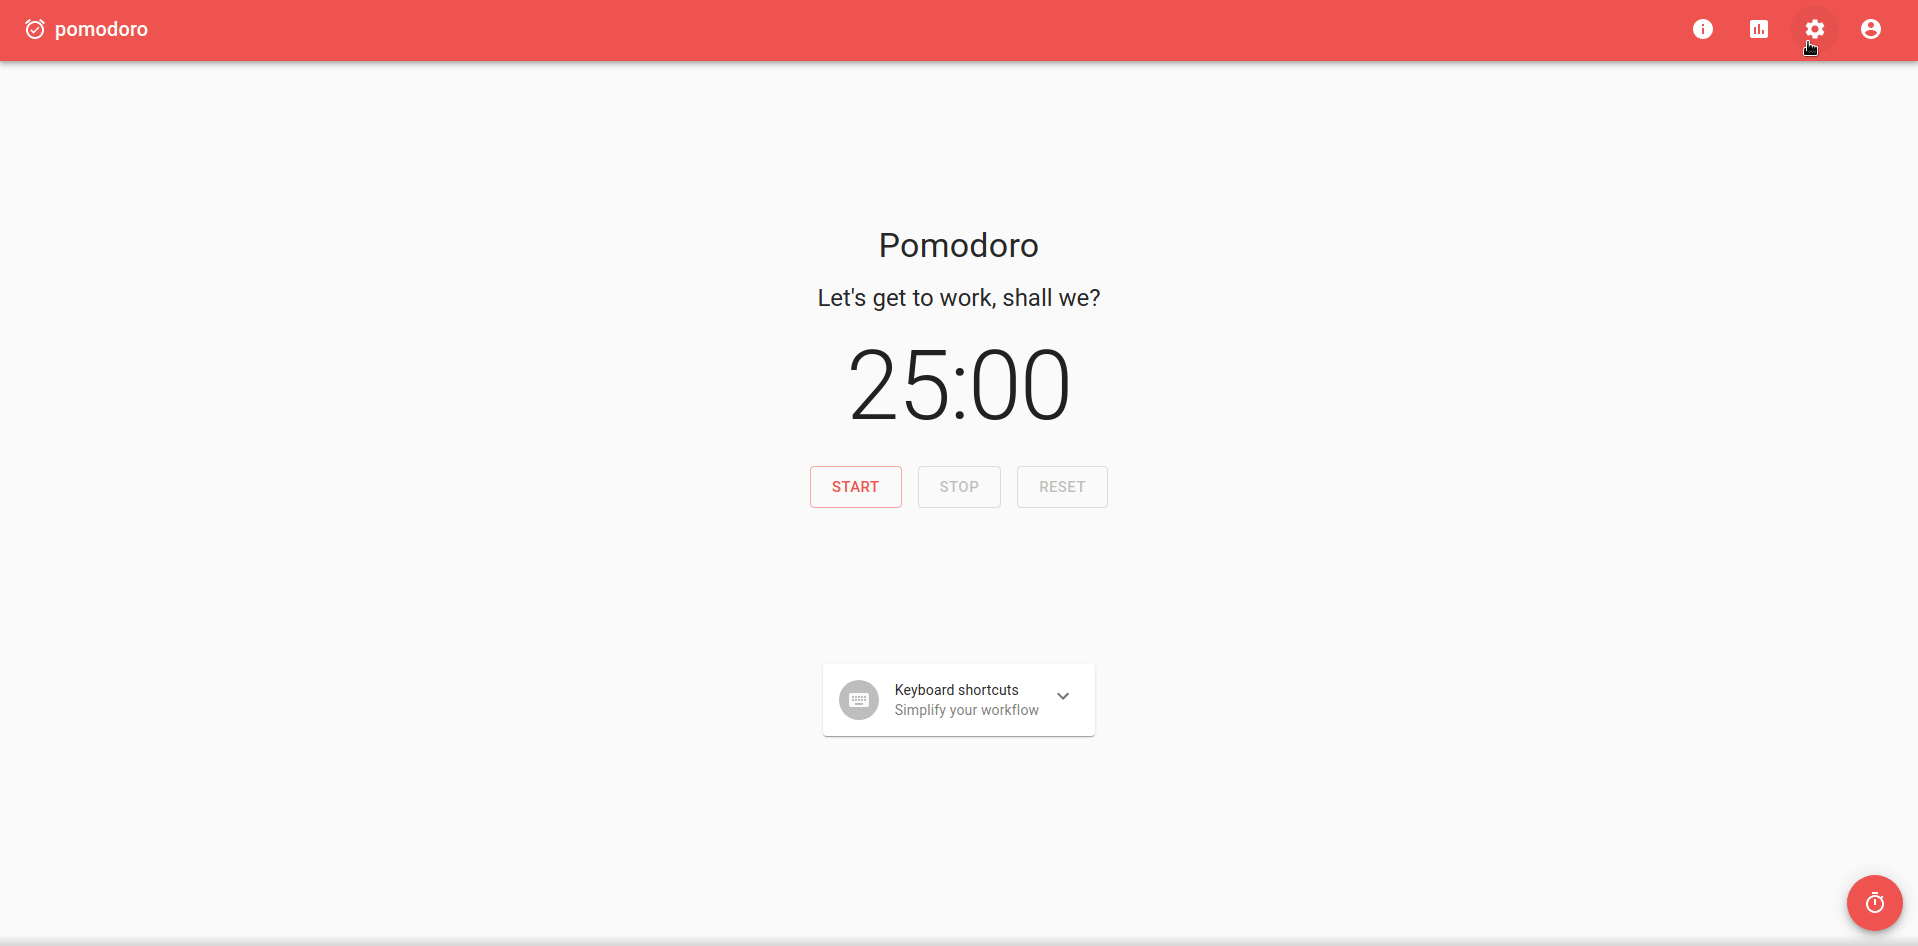 pomodoro
Pomodoro
Let's get to work, shall we?
25:00
START STOP RESET
Keyboard shortcuts
Simplify your workflow